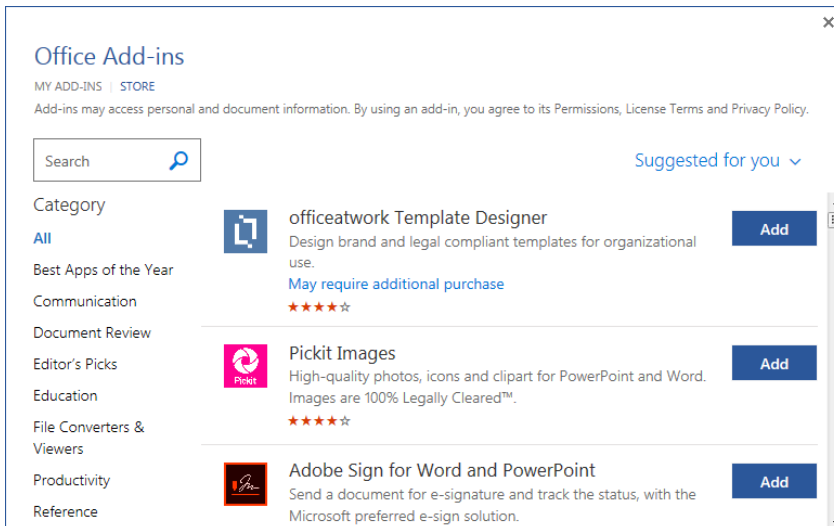 Office Add-ins
MY ADD-INS | STORE
Add-ins may access personal and document information. By using an add-in, you agree to its Permissions, License Terms and Privacy Policy.
Search
Suggested for you
Category
All
Best Apps of the Year
Communication
Document Review
Editor's Picks
Education
File Converters &
Viewers
Productivity
Reference
officeatwork Template Designer
Design brand and legal compliant templates for organizational
use.
May require additional purchase
Add
Pickit
Pickit Images
High-quality photos, icons and clipart for PowerPoint and Word.
Images are 100% Legally Cleared™.
Add
Adobe Sign for Word and PowerPoint
Send a document for e-signature and track the status, with the
Microsoft preferred e-sign solution.
Add